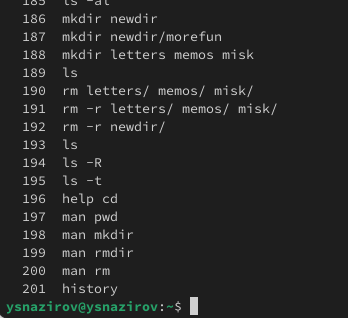 185 ls -al
186 mkdir newdir
187 mkdir newdir/morefun
188 mkdir letters memos misk
189 ls
190 rm letters/ memos/ misk/
191 rm -r letters/ memos/ misk/
192 rm -r newdir/
193 ls
194 ls -R
195 ls -t
196 help cd
197 man pwd
198 man mkdir
199 man rmdir
200 man rm
201 history
ysnazirov@ysnazirov:~$